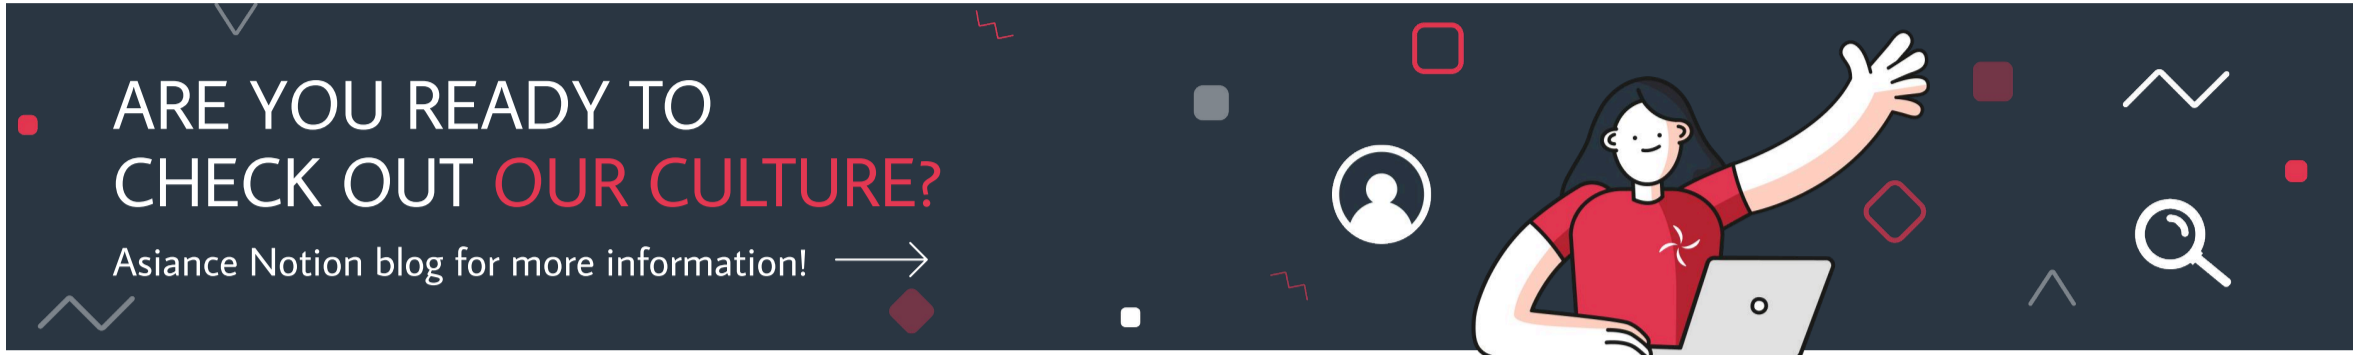 ARE YOU READY TO
CHECK OUT OUR CULTURE?
Asiance Notion blog for more information!